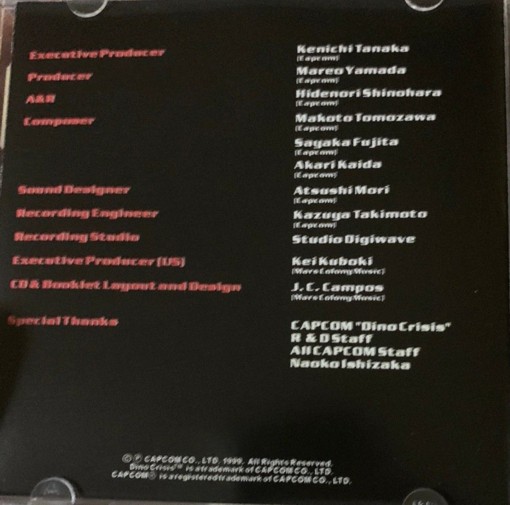 Executive Producer Kenichi Tanaka
(Capcom)
Producer Mareo Yamada
(Capcom)
A&R Hidenori Shinohara
(Capcom)
Composer Makoto Tomozawa
(Capcom)
Sayaka Fujita
(Capcom)
Akari Kaida
(Capcom)
Sound Designer Atsushi Mori
(Capcom)
Recording Engineer Kazuya Takimoto
(Capcom)
Recording Studio Studio Digiwave
Executive Producer (US) Kei Kuboki
(Mars Colony Music)
CD & Booklet Layout and Design J. C. Campos
(Mars Colony Music)
Special Thanks CAPCOM "Dino Crisis"
R & D Staff
All CAPCOM Staff
Naoko Ishizaka
© ℗ CAPCOM CO., LTD. 1999. All Rights Reserved.
Dino Crisis™ is a trademark of CAPCOM CO., LTD.
CAPCOM® is a registered trademark of CAPCOM CO., LTD.